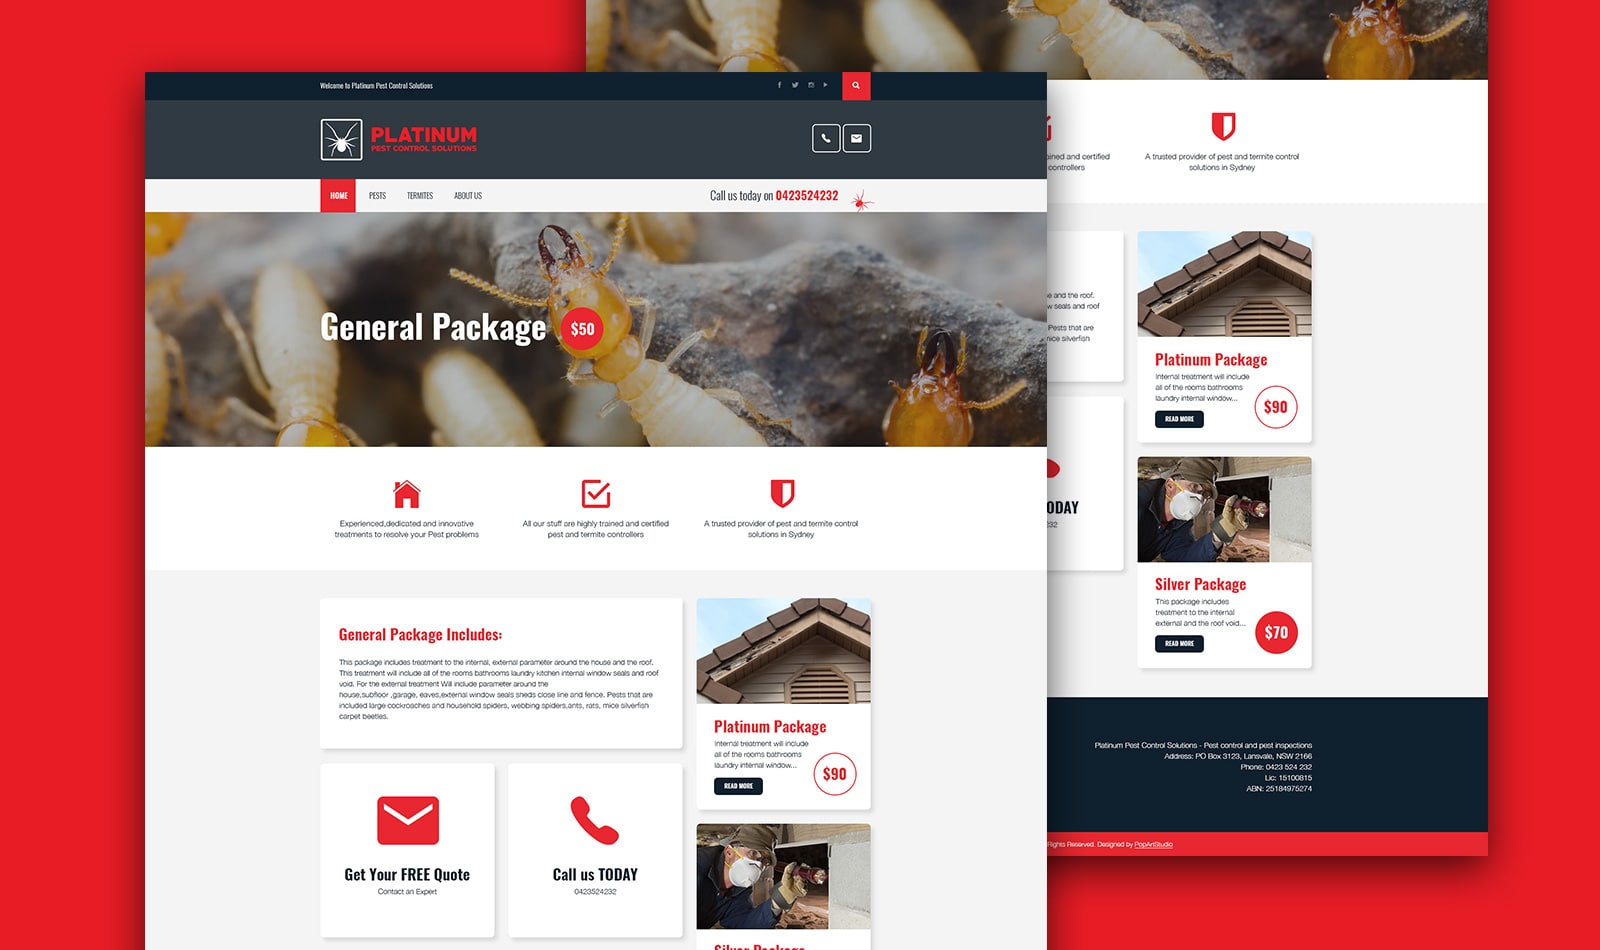 Welcome to Platinum Pest Control Solutions
PLATINUM
PEST CONTROL SOLUTIONS
HOME
PESTS
TERMITES
ABOUT US
Call us today on 0423524232
General Package
$50
Experienced,dedicated and innovative
treatments to resolve your Pest problems
All our stuff are highly trained and certified
pest and termite controllers
A trusted provider of pest and termite control
solutions in Sydney
General Package Includes:
This package includes treatment to the internal, external parameter around the house and the roof.
This treatment will include all of the rooms bathrooms laundry kitchen internal window seals and roof
void. For the external treatment Will include parameter around the
house,subfloor ,garage, eaves,external window seals sheds close line and fence. Pests that are
included large cockroaches and household spiders, webbing spiders,ants, rats, mice silverfish
carpet beetles.
Get Your FREE Quote
Contact an Expert
Call us TODAY
0423524232
Platinum Package
Internal treatment will include
all of the rooms bathrooms
laundry internal window...
$90
READ MORE
Silver Package
ained and certified
controllers
A trusted provider of pest and termite control
solutions in Sydney
e and the roof.
w seals and roof
Pests that are
mice silverfish
ODAY
232
Platinum Package
Internal treatment will include
all of the rooms bathrooms
laundry internal window...
$90
READ MORE
Silver Package
This package includes
treatment to the internal
external and the roof void...
$70
READ MORE
Platinum Pest Control Solutions - Pest control and pest inspections
Address: PO Box 3123, Lansvale, NSW 2166
Phone: 0423 524 232
Lic: 15100815
ABN: 25184975274
Rights Reserved. Designed by PopArtStudio